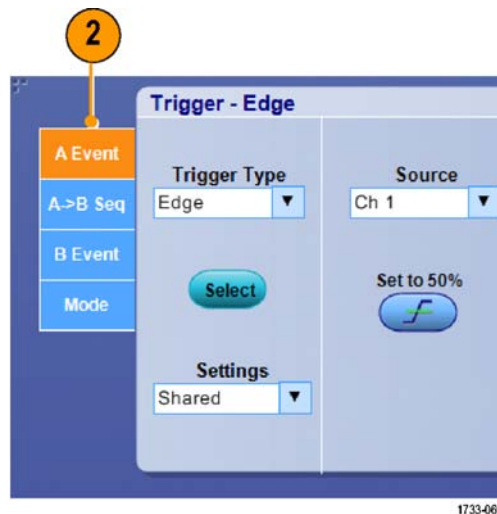 2
Trigger - Edge
A Event
A->B Seq
B Event
Mode
Trigger Type
Edge
Select
Settings
Shared
Source
Ch 1
Set to 50%
1733-06